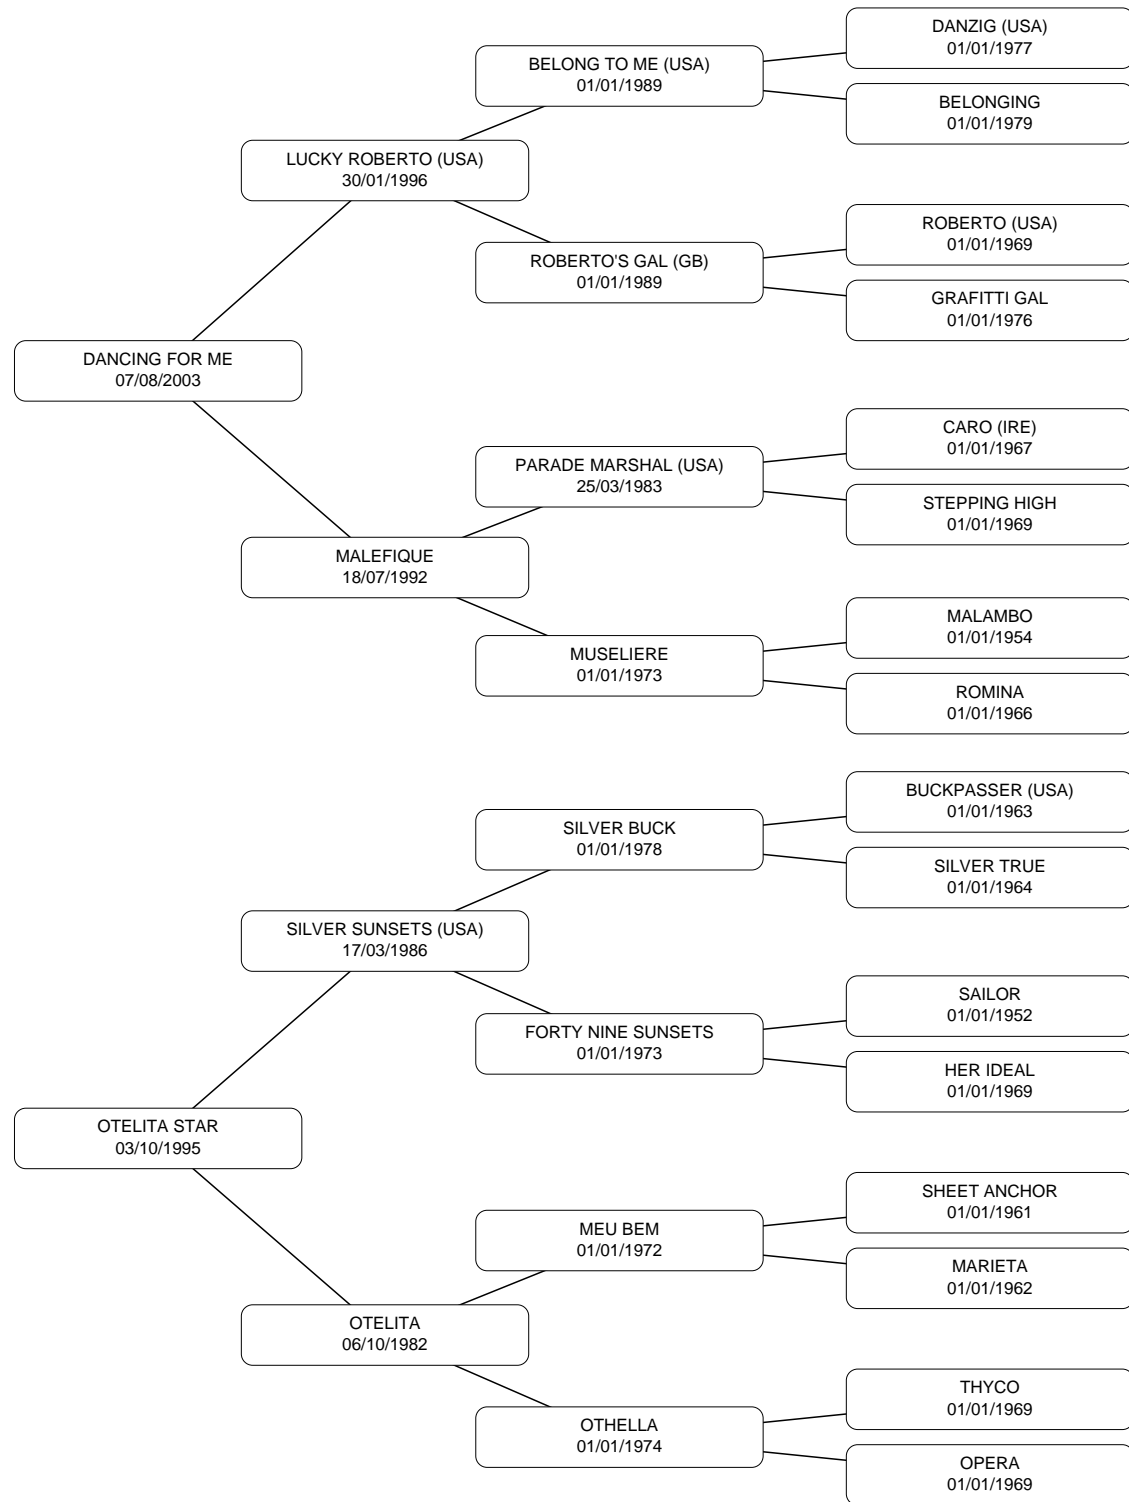 DANZIG (USA)
01/01/1977
BELONG TO ME (USA)
01/01/1989
BELONGING
01/01/1979
LUCKY ROBERTO (USA)
30/01/1996
ROBERTO (USA)
01/01/1969
ROBERTO'S GAL (GB)
01/01/1989
GRAFITTI GAL
01/01/1976
DANCING FOR ME
07/08/2003
CARO (IRE)
01/01/1967
PARADE MARSHAL (USA)
25/03/1983
STEPPING HIGH
01/01/1969
MALEFIQUE
18/07/1992
MALAMBO
01/01/1954
MUSELIERE
01/01/1973
ROMINA
01/01/1966
BUCKPASSER (USA)
01/01/1963
SILVER BUCK
01/01/1978
SILVER TRUE
01/01/1964
SILVER SUNSETS (USA)
17/03/1986
SAILOR
01/01/1952
FORTY NINE SUNSETS
01/01/1973
HER IDEAL
01/01/1969
OTELITA STAR
03/10/1995
SHEET ANCHOR
01/01/1961
MEU BEM
01/01/1972
MARIETA
01/01/1962
OTELITA
06/10/1982
THYCO
01/01/1969
OTHELLA
01/01/1974
OPERA
01/01/1969